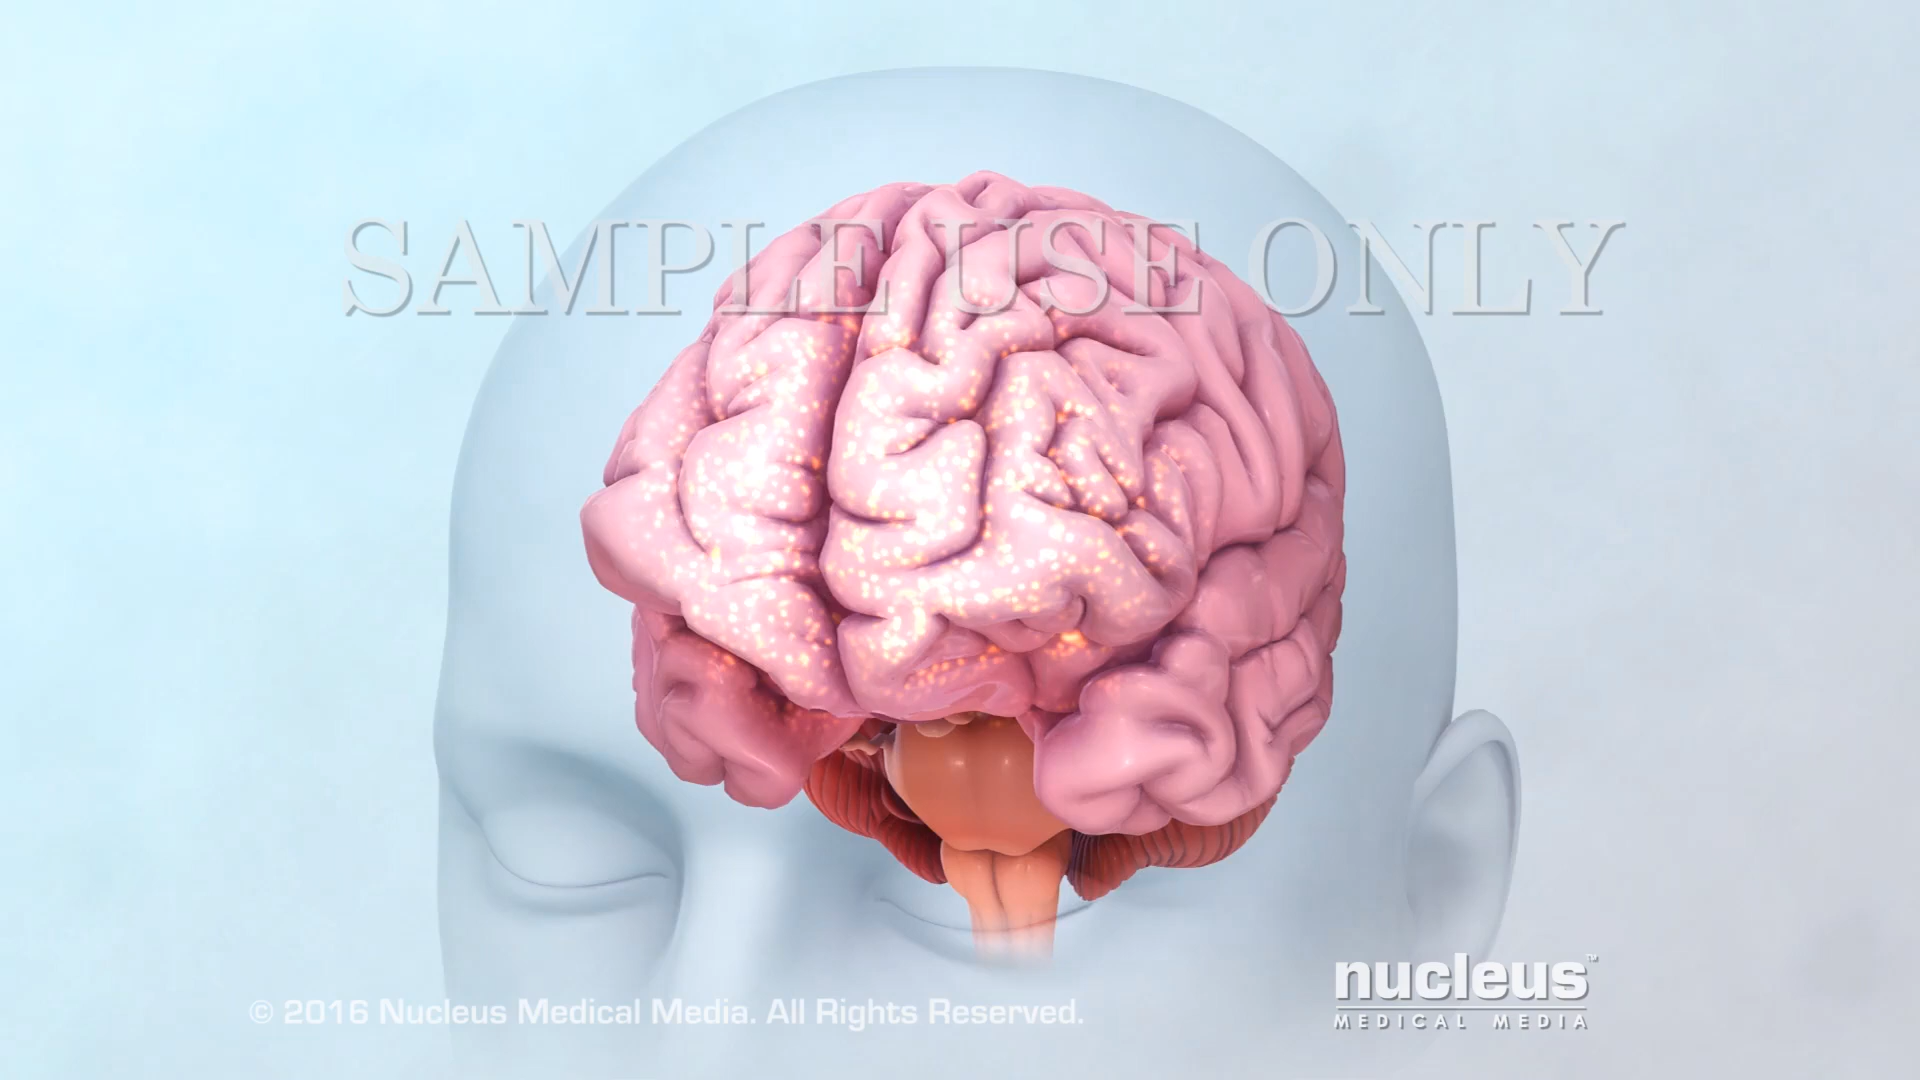 SAMPLE USE ONLY
nucleus™
MEDICAL MEDIA
© 2016 Nucleus Medical Media. All Rights Reserved.